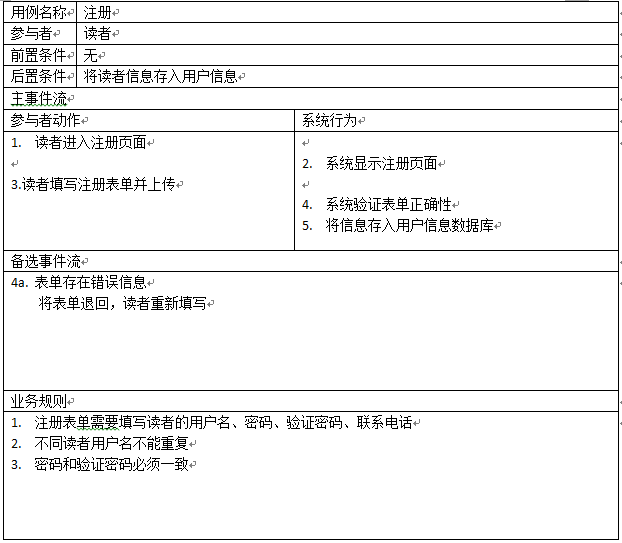 用例名称 注册
参与者 读者
前置条件 无
后置条件 将读者信息存入用户信息
主事件流
参与者动作 系统行为
1. 读者进入注册页面
2. 系统显示注册页面
3.读者填写注册表单并上传
4. 系统验证表单正确性
5. 将信息存入用户信息数据库
备选事件流
4a. 表单存在错误信息
将表单退回，读者重新填写
业务规则
1. 注册表单需要填写读者的用户名、密码、验证密码、联系电话
2. 不同读者用户名不能重复
3. 密码和验证密码必须一致